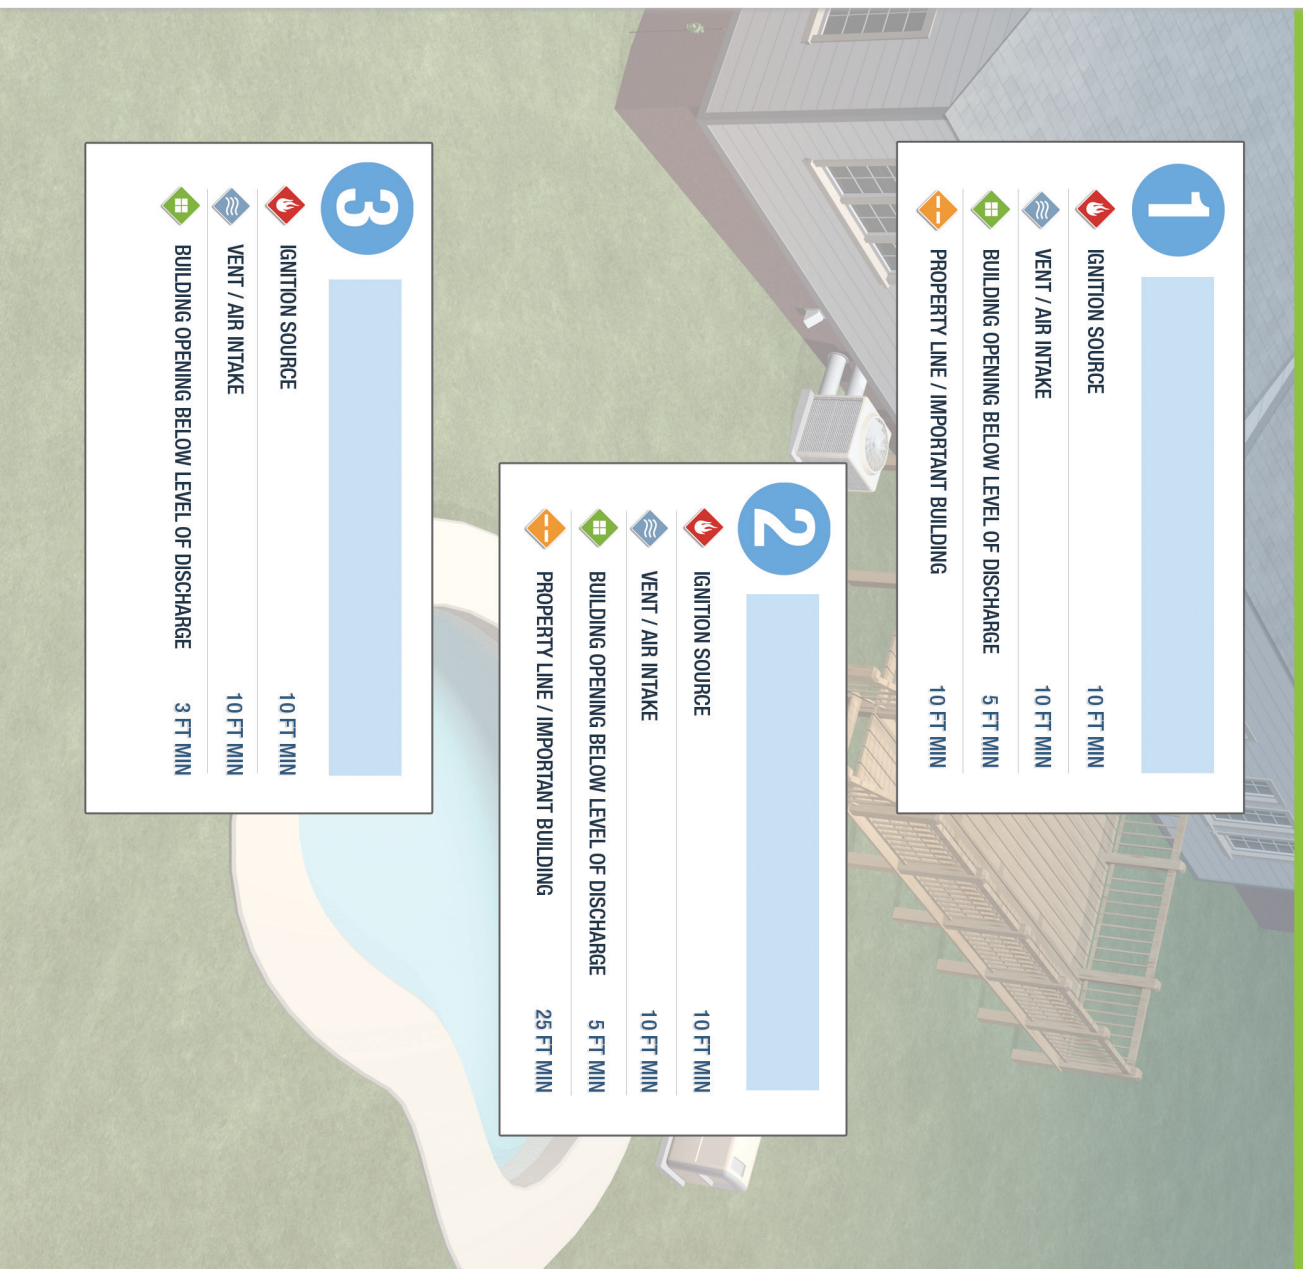 1
IGNITION SOURCE 10 FT MIN
VENT / AIR INTAKE 10 FT MIN
BUILDING OPENING BELOW LEVEL OF DISCHARGE 5 FT MIN
PROPERTY LINE / IMPORTANT BUILDING 10 FT MIN
2
IGNITION SOURCE 10 FT MIN
VENT / AIR INTAKE 10 FT MIN
BUILDING OPENING BELOW LEVEL OF DISCHARGE 5 FT MIN
PROPERTY LINE / IMPORTANT BUILDING 25 FT MIN
3
IGNITION SOURCE 10 FT MIN
VENT / AIR INTAKE 10 FT MIN
BUILDING OPENING BELOW LEVEL OF DISCHARGE 3 FT MIN